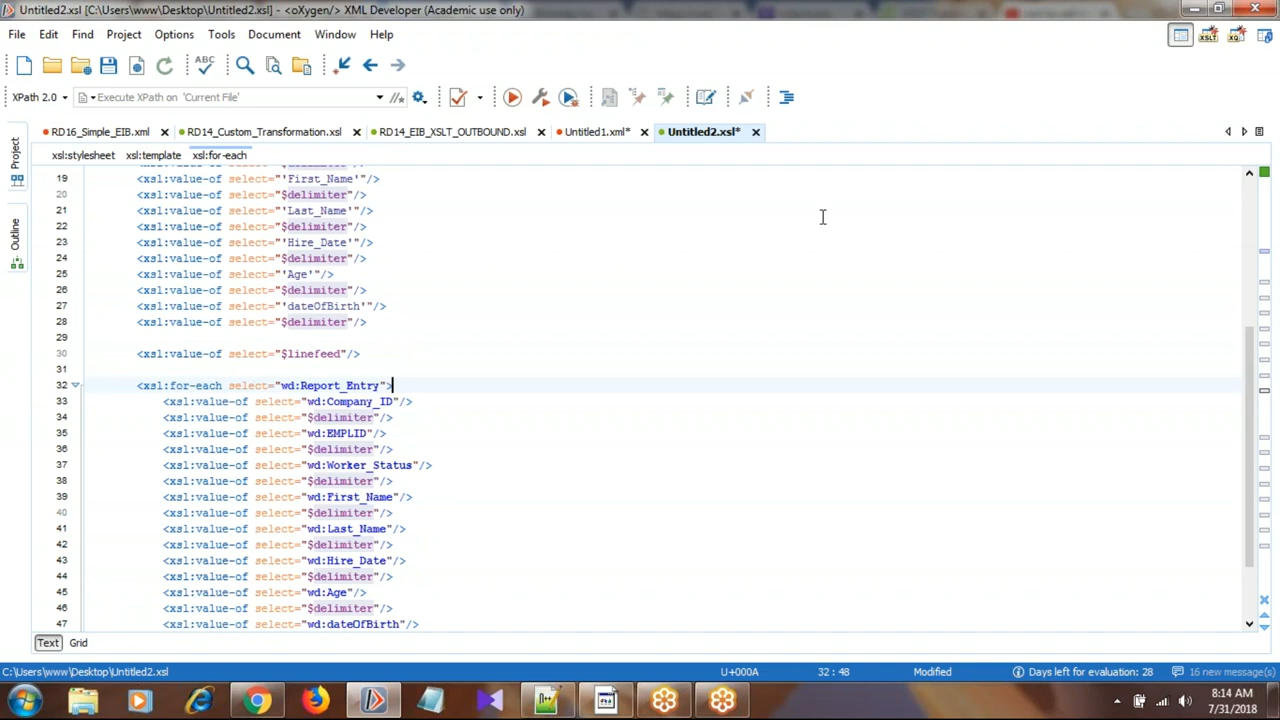 Untitled2.xsl [C:\Users\www\Desktop\Untitled2.xsl] - <oXygen/> XML Developer (Academic use only)
File Edit Find Project Options Tools Document Window Help
ABC
XSLT XQ
XPath 2.0 Execute XPath on 'Current File'
RD16_Simple_EIB.xml RD14_Custom_Transformation.xsl RD14_EIB_XSLT_OUTBOUND.xsl Untitled1.xml* Untitled2.xsl*
xsl:stylesheet xsl:template xsl:for-each
Project
Outline
19 <xsl:value-of select="'First_Name'"/>
20 <xsl:value-of select="$delimiter"/>
21 <xsl:value-of select="'Last_Name'"/>
22 <xsl:value-of select="$delimiter"/>
23 <xsl:value-of select="'Hire_Date'"/>
24 <xsl:value-of select="$delimiter"/>
25 <xsl:value-of select="'Age'"/>
26 <xsl:value-of select="$delimiter"/>
27 <xsl:value-of select="'dateOfBirth'"/>
28 <xsl:value-of select="$delimiter"/>
29
30 <xsl:value-of select="$linefeed"/>
31
32 <xsl:for-each select="wd:Report_Entry">
33 <xsl:value-of select="wd:Company_ID"/>
34 <xsl:value-of select="$delimiter"/>
35 <xsl:value-of select="wd:EMPLID"/>
36 <xsl:value-of select="$delimiter"/>
37 <xsl:value-of select="wd:Worker_Status"/>
38 <xsl:value-of select="$delimiter"/>
39 <xsl:value-of select="wd:First_Name"/>
40 <xsl:value-of select="$delimiter"/>
41 <xsl:value-of select="wd:Last_Name"/>
42 <xsl:value-of select="$delimiter"/>
43 <xsl:value-of select="wd:Hire_Date"/>
44 <xsl:value-of select="$delimiter"/>
45 <xsl:value-of select="wd:Age"/>
46 <xsl:value-of select="$delimiter"/>
47 <xsl:value-of select="wd:dateOfBirth"/>
Text Grid
C:\Users\www\Desktop\Untitled2.xsl U+000A 32 : 48 Modified Days left for evaluation: 28 16 new message(s)
8:14 AM
7/31/2018